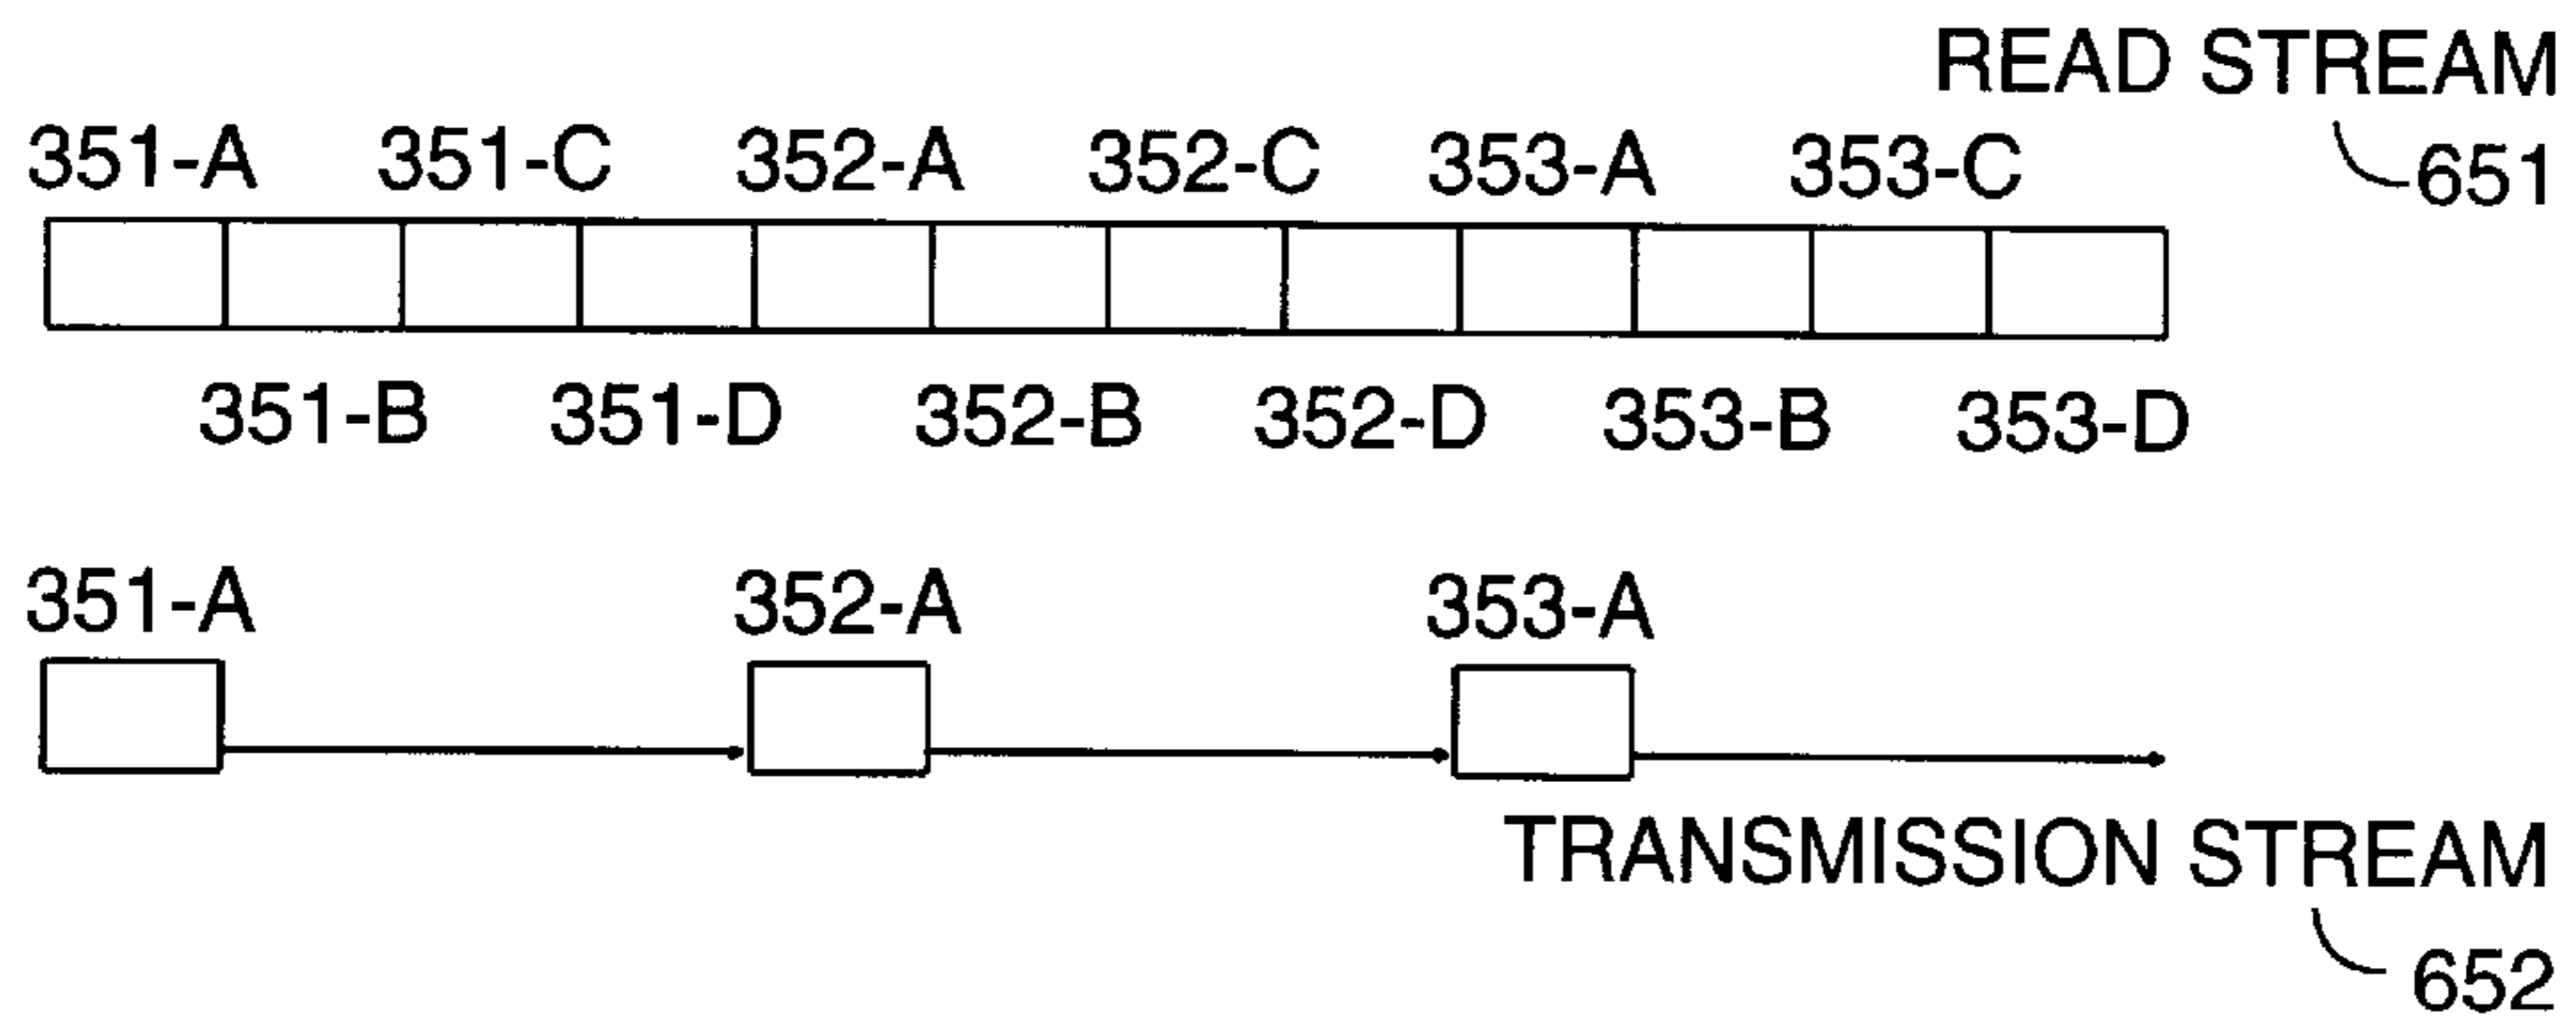 READ STREAM
651
351-A 351-C 352-A 352-C 353-A 353-C
351-B 351-D 352-B 352-D 353-B 353-D
351-A 352-A 353-A
TRANSMISSION STREAM
652